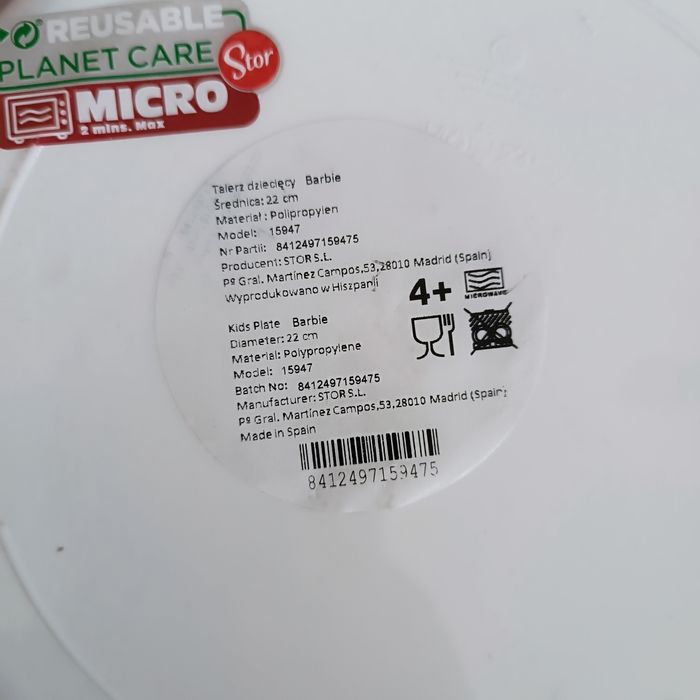 REUSABLE
PLANET CARE
Stor
MICRO
2 mins. Max
Talerz dziecięcy Barbie
Średnica: 22 cm
Materiał : Polipropylen
Model: 15947
Nr Partii: 8412497159475
Producent: STOR S.L.
Pº Gral. Martínez Campos,53,28010 Madrid (Spain)
Wyprodukowano w Hiszpanii
4+
MICROWAVE
Kids Plate Barbie
Diameter: 22 cm
Material: Polypropylene
Model: 15947
Batch No: 8412497159475
Manufacturer: STOR S.L.
Pº Gral. Martínez Campos,53,28010 Madrid (Spain)
Made in Spain
8412497159475